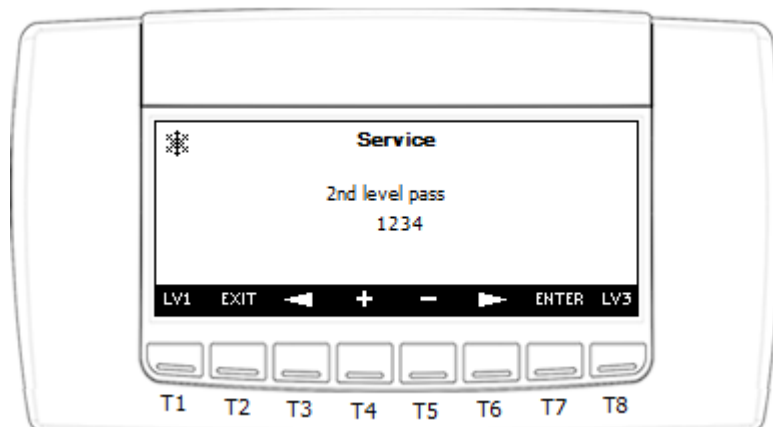 Service
2nd level pass
1234
LV1 EXIT + - ENTER LV3
T1 T2 T3 T4 T5 T6 T7 T8